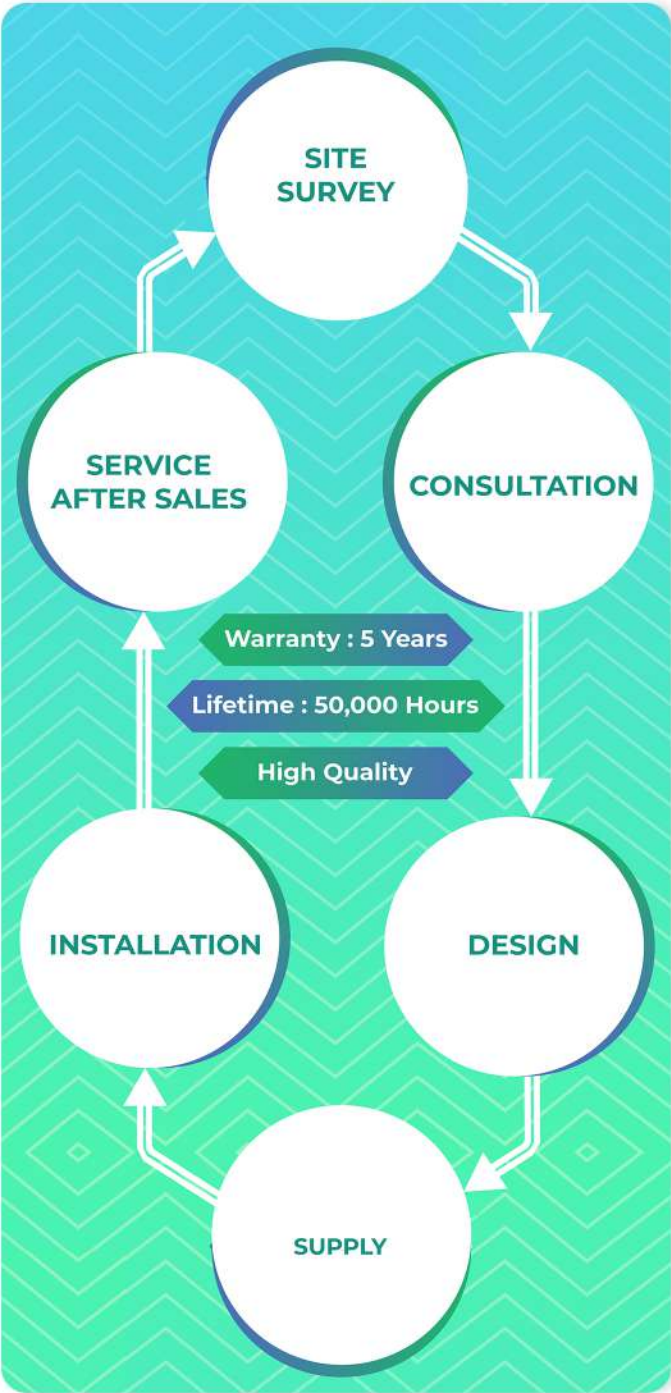 SITE
SURVEY
SERVICE
AFTER SALES
CONSULTATION
Warranty : 5 Years
Lifetime : 50,000 Hours
High Quality
INSTALLATION
DESIGN
SUPPLY